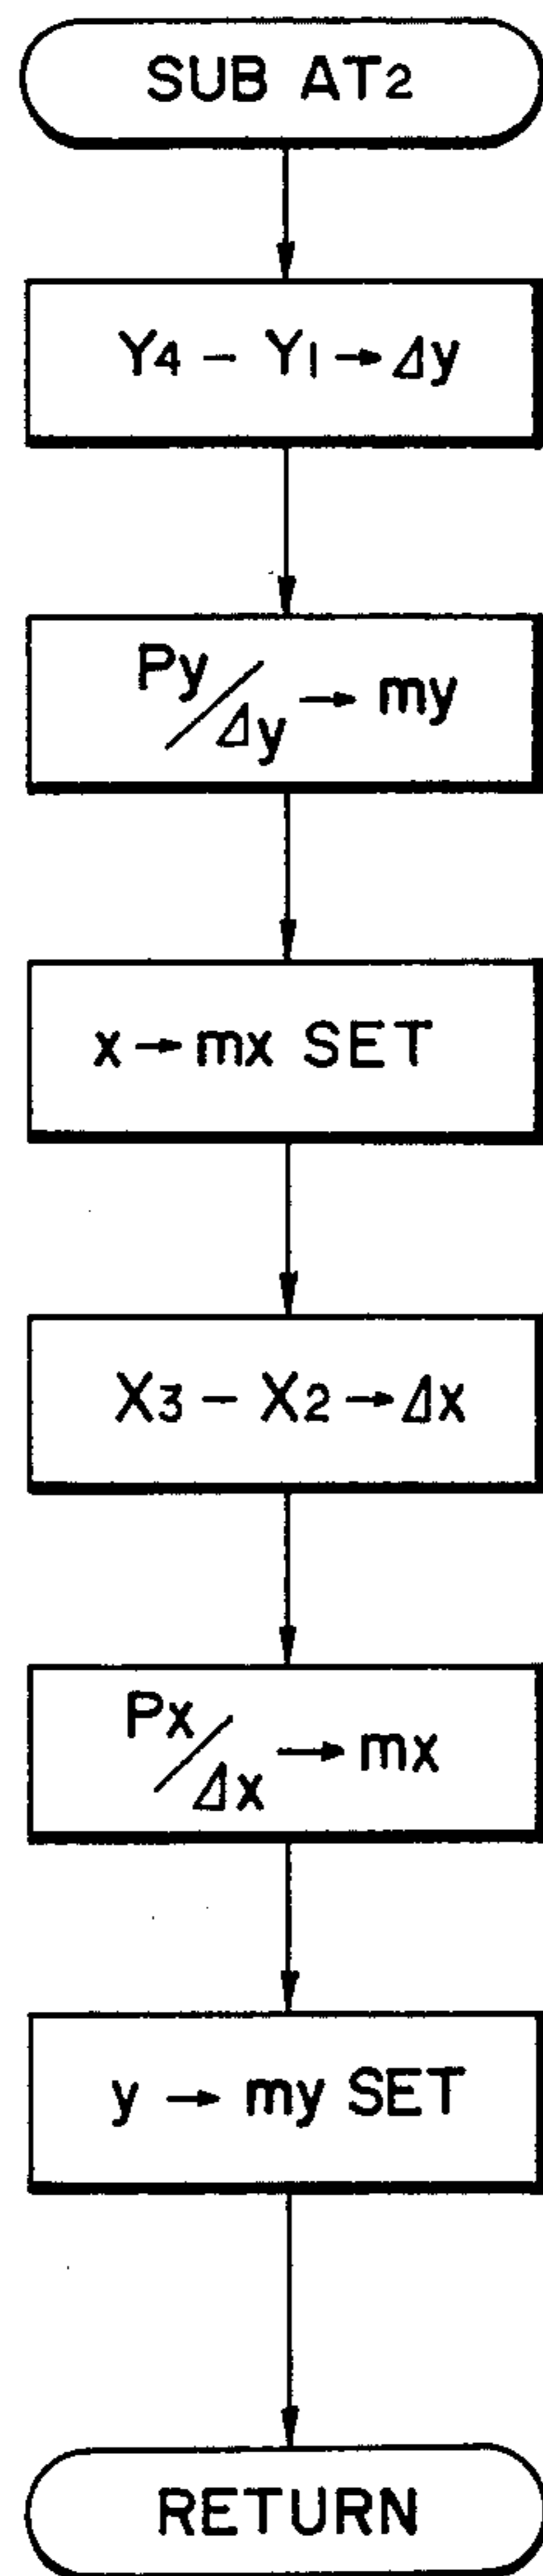 SUB AT2
Y4 - Y1 → Δy
Py/Δy → my
x → mx SET
X3 - X2 → Δx
Px/Δx → mx
y → my SET
RETURN